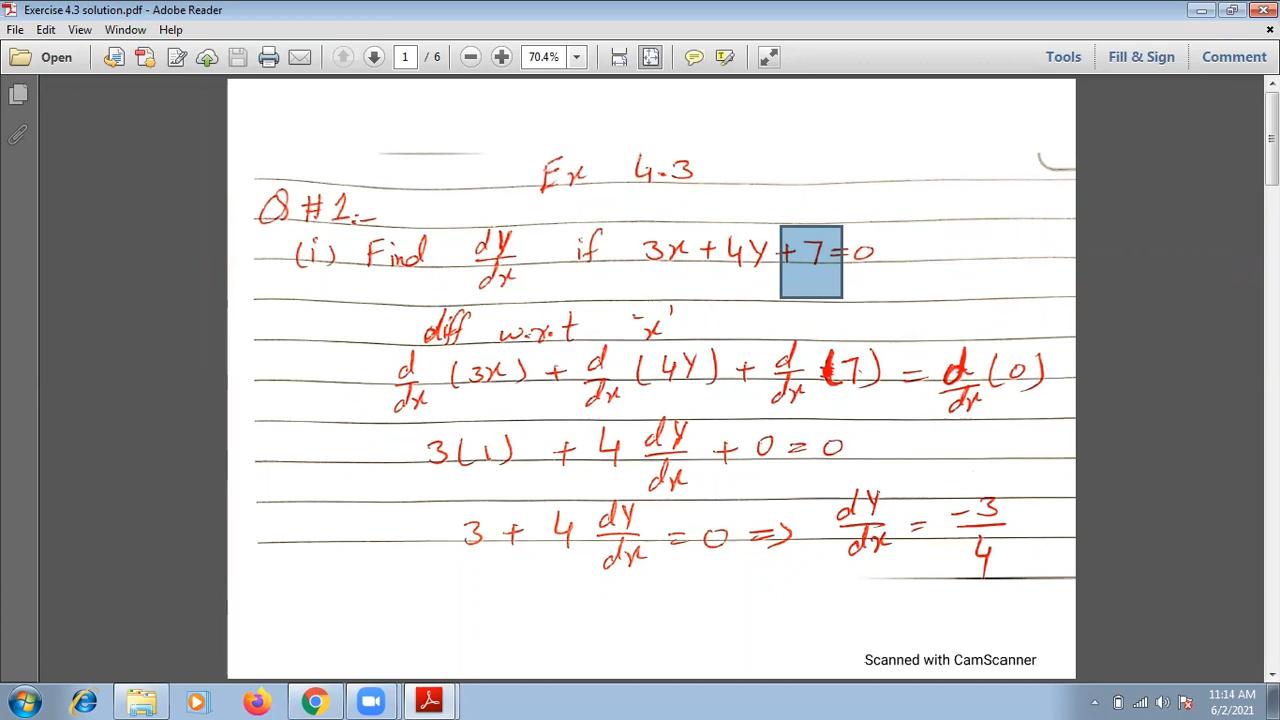 Exercise 4.3 solution.pdf - Adobe Reader
File Edit View Window Help
Open 1 / 6 70.4% Tools Fill & Sign Comment
Ex 4.3
Q # 1:-
(i) Find dy/dx if 3x + 4y + 7 = 0
diff w.r.t 'x'
d/dx (3x) + d/dx (4y) + d/dx (7) = d/dx (0)
3(1) + 4 dy/dx + 0 = 0
3 + 4 dy/dx = 0 => dy/dx = -3/4
Scanned with CamScanner
11:14 AM
6/2/2021